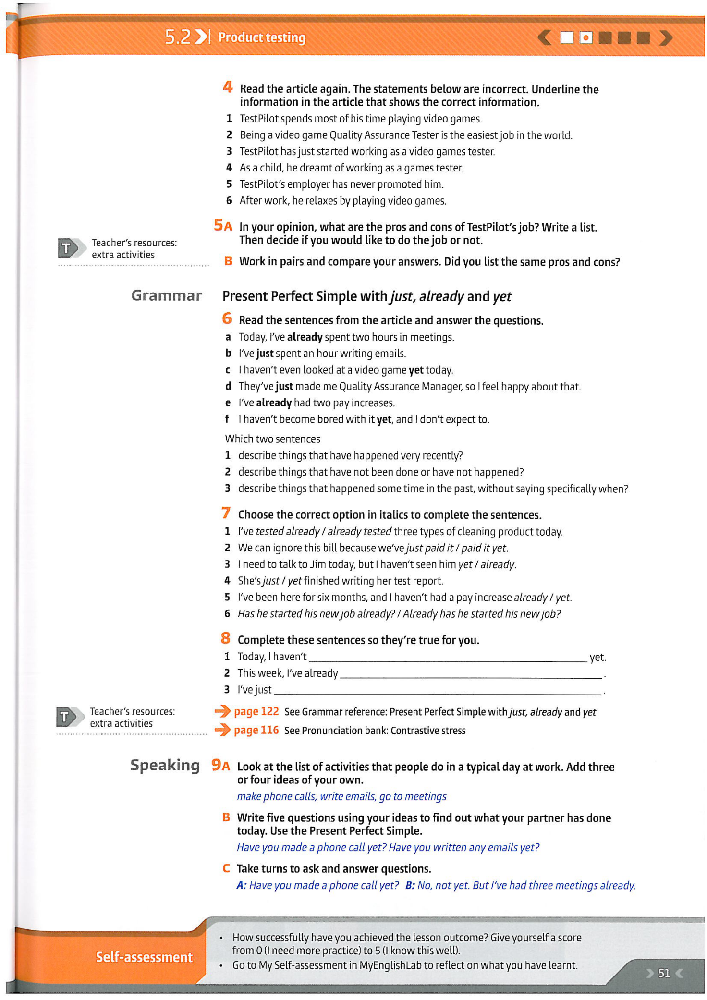 5.2 Product testing
4 Read the article again. The statements below are incorrect. Underline the
information in the article that shows the correct information.
1 TestPilot spends most of his time playing video games.
2 Being a video game Quality Assurance Tester is the easiest job in the world.
3 TestPilot has just started working as a video games tester.
4 As a child, he dreamt of working as a games tester.
5 TestPilot's employer has never promoted him.
6 After work, he relaxes by playing video games.
5A In your opinion, what are the pros and cons of TestPilot's job? Write a list.
Then decide if you would like to do the job or not.
T Teacher's resources:
extra activities
B Work in pairs and compare your answers. Did you list the same pros and cons?
Grammar Present Perfect Simple with just, already and yet
6 Read the sentences from the article and answer the questions.
a Today, I've already spent two hours in meetings.
b I've just spent an hour writing emails.
c I haven't even looked at a video game yet today.
d They've just made me Quality Assurance Manager, so I feel happy about that.
e I've already had two pay increases.
f I haven't become bored with it yet, and I don't expect to.
Which two sentences
1 describe things that have happened very recently?
2 describe things that have not been done or have not happened?
3 describe things that happened some time in the past, without saying specifically when?
7 Choose the correct option in italics to complete the sentences.
1 I've tested already / already tested three types of cleaning product today.
2 We can ignore this bill because we've just paid it / paid it yet.
3 I need to talk to Jim today, but I haven't seen him yet / already.
4 She's just / yet finished writing her test report.
5 I've been here for six months, and I haven't had a pay increase already / yet.
6 Has he started his new job already? / Already has he started his new job?
8 Complete these sentences so they're true for you.
1 Today, I haven't ______ yet.
2 This week, I've already ______ .
3 I've just ______ .
T Teacher's resources:
extra activities
page 122 See Grammar reference: Present Perfect Simple with just, already and yet
page 116 See Pronunciation bank: Contrastive stress
Speaking 9A Look at the list of activities that people do in a typical day at work. Add three
or four ideas of your own.
make phone calls, write emails, go to meetings
B Write five questions using your ideas to find out what your partner has done
today. Use the Present Perfect Simple.
Have you made a phone call yet? Have you written any emails yet?
C Take turns to ask and answer questions.
A: Have you made a phone call yet? B: No, not yet. But I've had three meetings already.
Self-assessment
• How successfully have you achieved the lesson outcome? Give yourself a score
from 0 (I need more practice) to 5 (I know this well).
• Go to My Self-assessment in MyEnglishLab to reflect on what you have learnt.
51